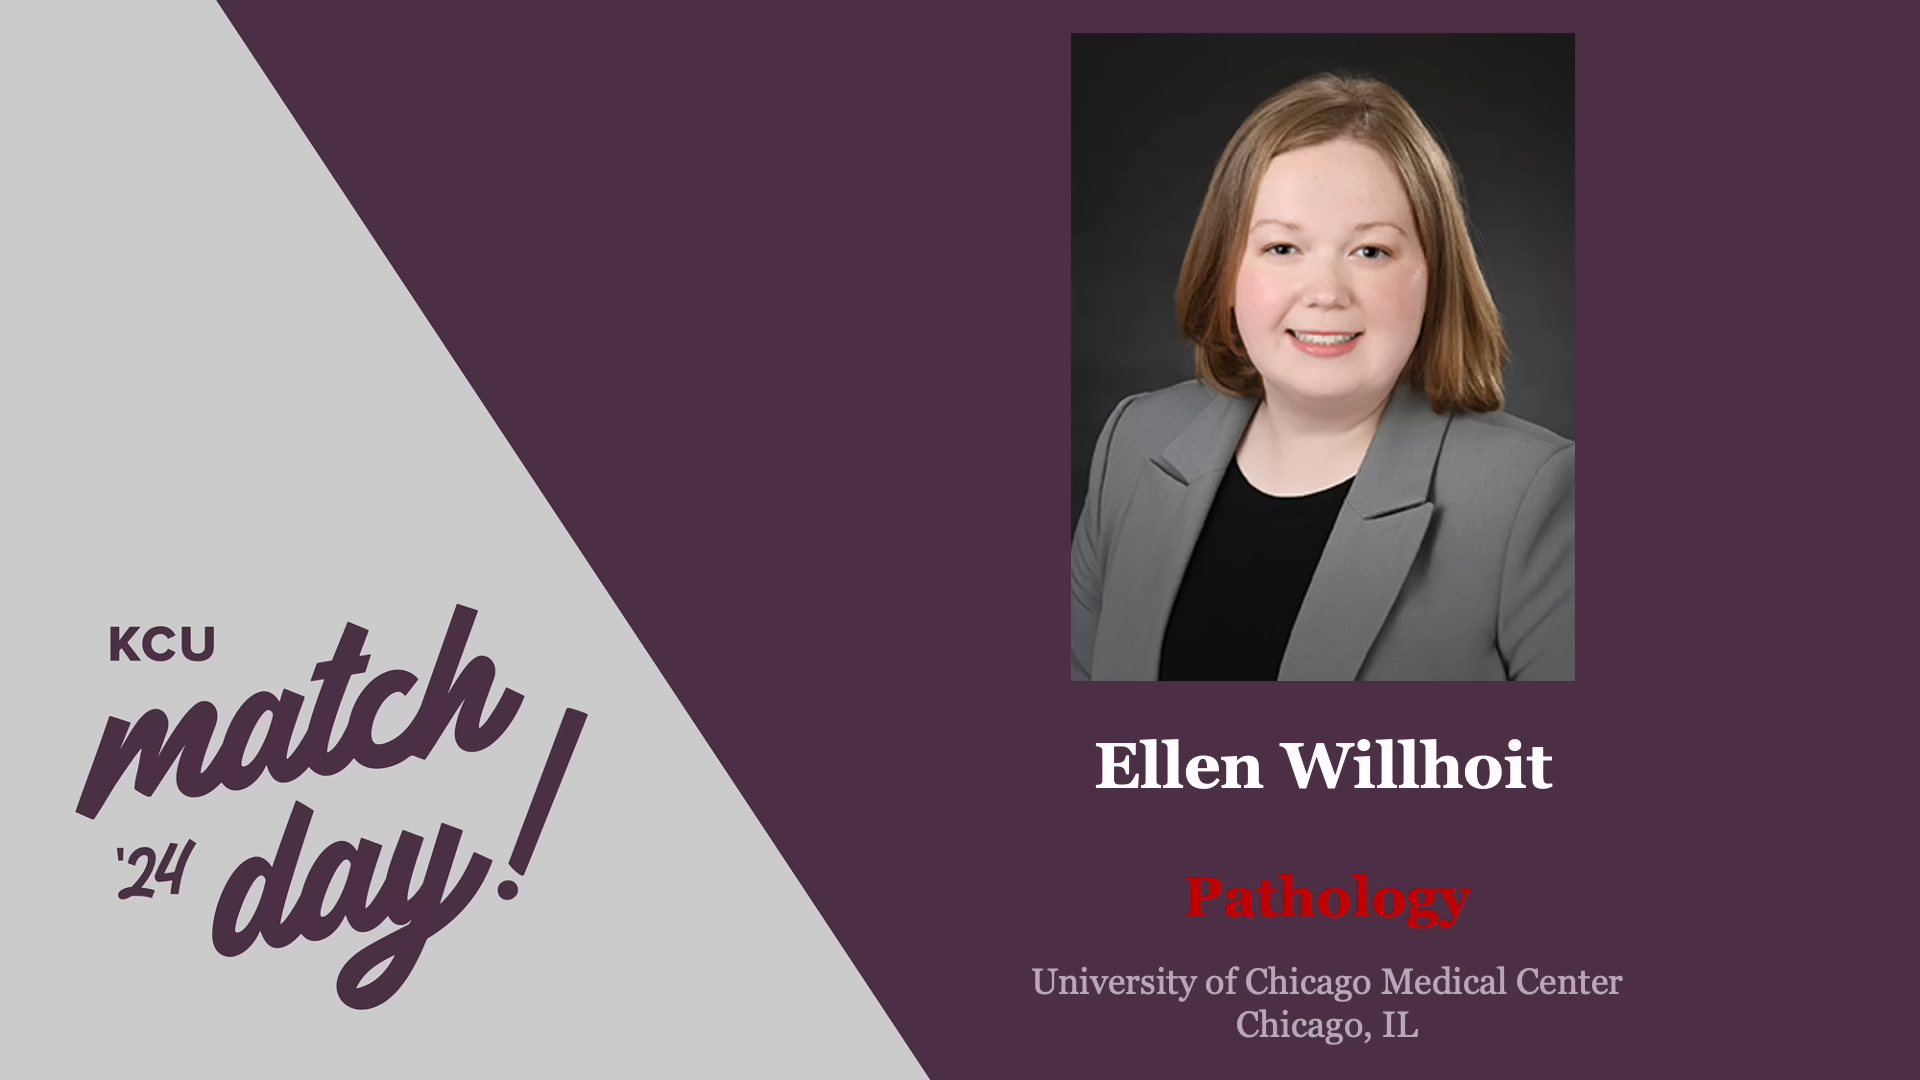 KCU
match
'24 day!
Ellen Willhoit
Pathology
University of Chicago Medical Center
Chicago, IL